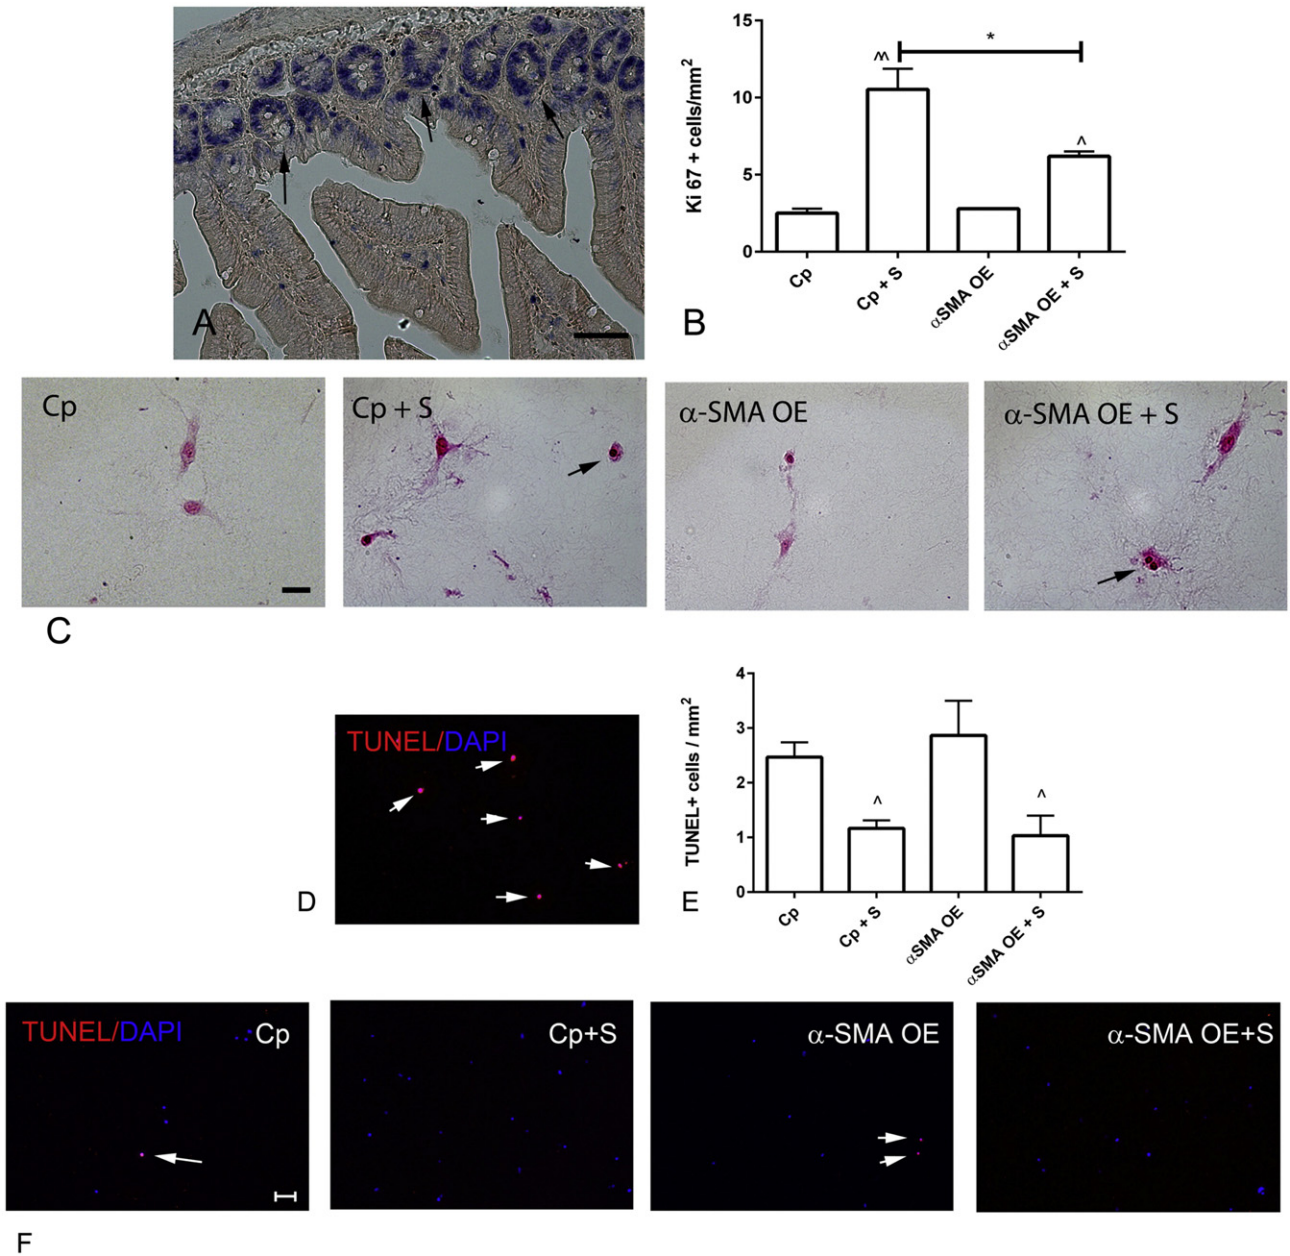 A
15
10
5
0
Ki 67 + cells/mm²
^^
*
^
Cp
Cp + S
αSMA OE
αSMA OE + S
B
Cp
Cp + S
α-SMA OE
α-SMA OE + S
C
TUNEL/DAPI
D
4
3
2
1
0
TUNEL+ cells / mm²
^
^
Cp
Cp + S
αSMA OE
αSMA OE + S
E
TUNEL/DAPI
Cp
Cp+S
α-SMA OE
α-SMA OE+S
F